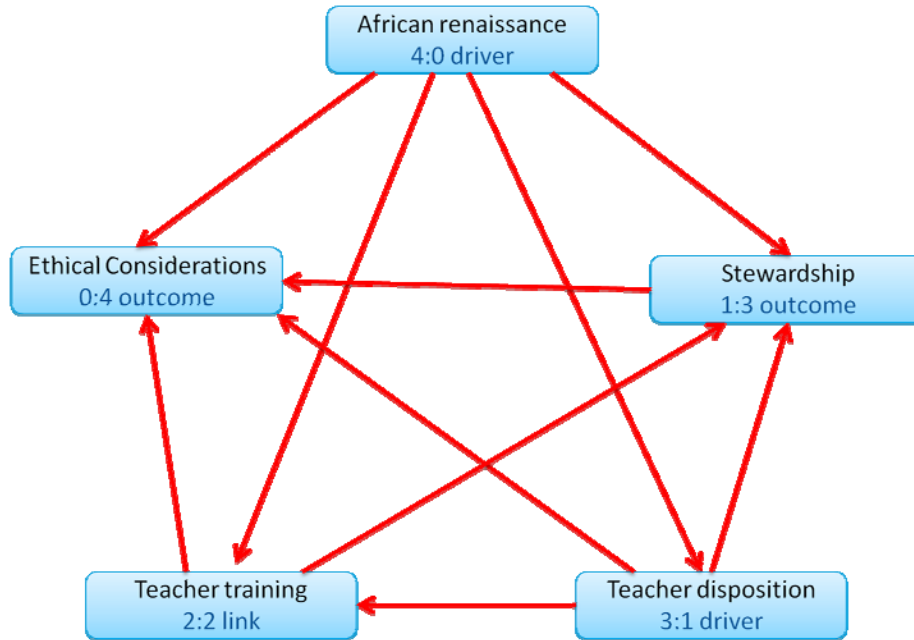 African renaissance
4:0 driver
Ethical Considerations
0:4 outcome
Stewardship
1:3 outcome
Teacher training
2:2 link
Teacher disposition
3:1 driver